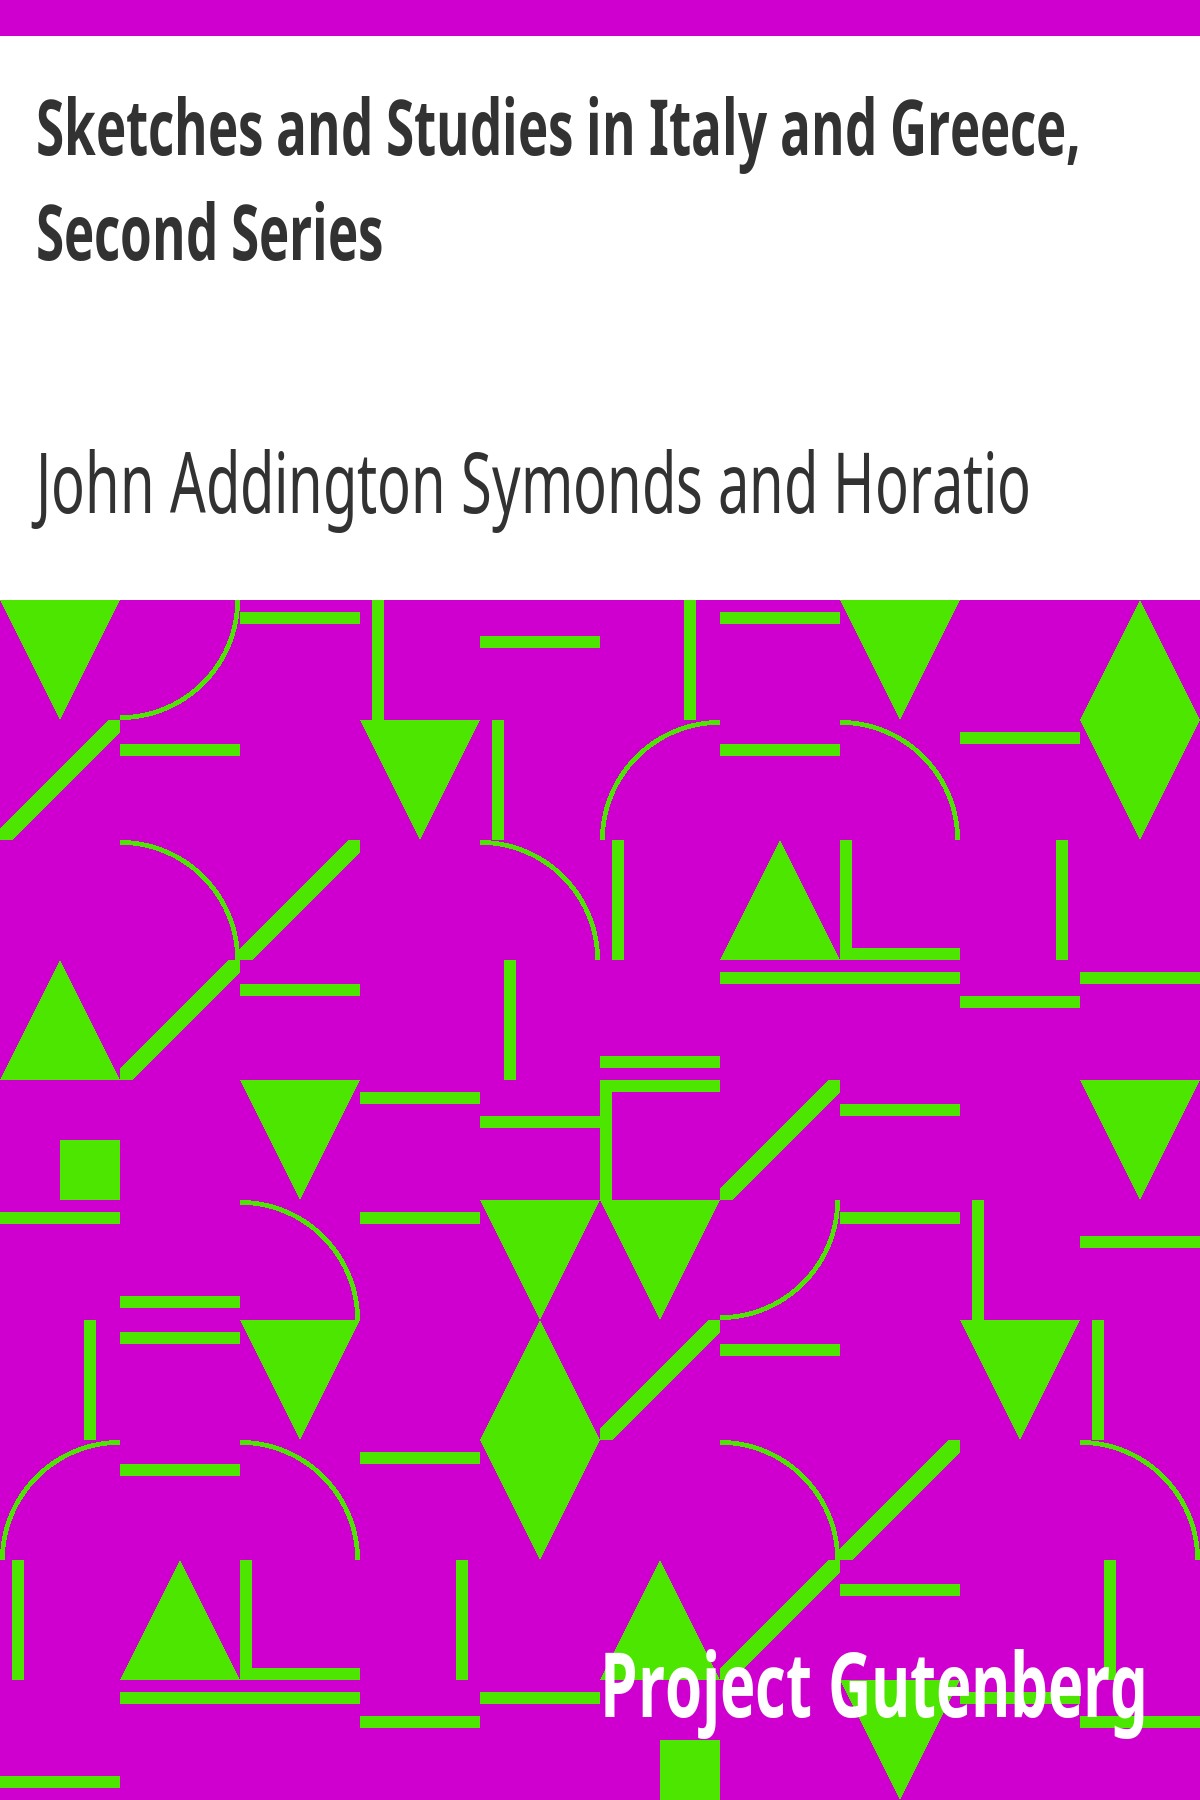 Sketches and Studies in Italy and Greece,
Second Series
John Addington Symonds and Horatio
Project Gutenberg